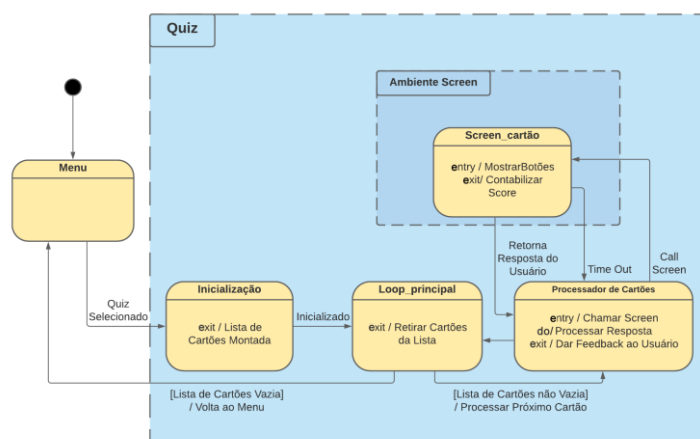 Quiz
Ambiente Screen
Screen_cartão
entry / MostrarBotões
exit/ Contabilizar
Score
Menu
Retorna
Resposta do
Usuário
Time Out
Call
Screen
Quiz
Selecionado
Inicialização
exit / Lista de
Cartões Montada
Inicializado
Loop_principal
exit / Retirar Cartões
da Lista
Processador de Cartões
entry / Chamar Screen
do/ Processar Resposta
exit / Dar Feedback ao Usuário
[Lista de Cartões Vazia]
/ Volta ao Menu
[Lista de Cartões não Vazia]
/ Processar Próximo Cartão